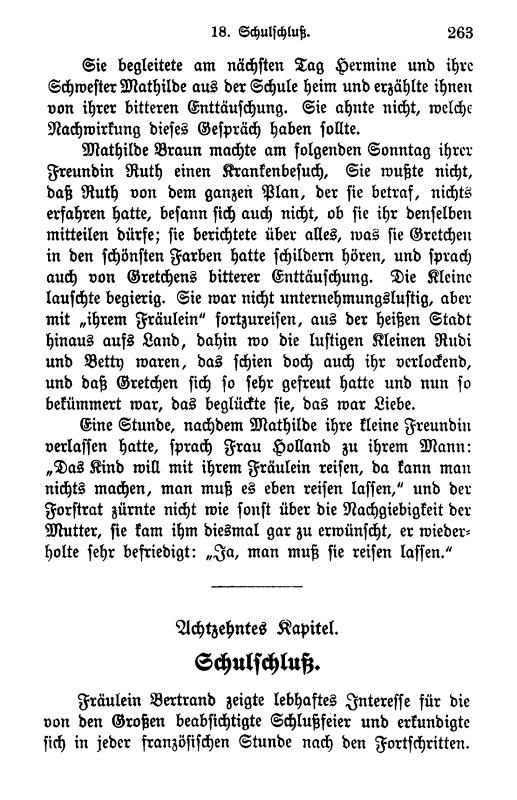 18. Schulschluß. 263
Sie begleitete am nächsten Tag Hermine und ihre
Schwester Mathilde aus der Schule heim und erzählte ihnen
von ihrer bitteren Enttäuschung. Sie ahnte nicht, welche
Nachwirkung dieses Gespräch haben sollte.
Mathilde Braun machte am folgenden Sonntag ihrer
Freundin Ruth einen Krankenbesuch, Sie wußte nicht,
daß Ruth von dem ganzen Plan, der sie betraf, nichts
erfahren hatte, besann sich auch nicht, ob sie ihr denselben
mitteilen dürfe; sie berichtete über alles, was sie Gretchen
in den schönsten Farben hatte schildern hören, und sprach
auch von Gretchens bitterer Enttäuschung. Die Kleine
lauschte begierig. Sie war nicht unternehmungslustig, aber
mit „ihrem Fräulein“ fortzureisen, aus der heißen Stadt
hinaus aufs Land, dahin wo die lustigen Kleinen Rudi
und Betty waren, das schien doch auch ihr verlockend,
und daß Gretchen sich so sehr gefreut hatte und nun so
bekümmert war, das beglückte sie, das war Liebe.
Eine Stunde, nachdem Mathilde ihre kleine Freundin
verlassen hatte, sprach Frau Holland zu ihrem Mann:
„Das Kind will mit ihrem Fräulein reisen, da kann man
nichts machen, man muß es eben reisen lassen,“ und der
Forstrat zürnte nicht wie sonst über die Nachgiebigkeit der
Mutter, sie kam ihm diesmal gar zu erwünscht, er wieder-
holte sehr befriedigt: „Ja, man muß sie reisen lassen.“
Achtzehntes Kapitel.
Schulschluß.
Fräulein Bertrand zeigte lebhaftes Interesse für die
von den Großen beabsichtigte Schlußfeier und erkundigte
sich in jeder französischen Stunde nach den Fortschritten.